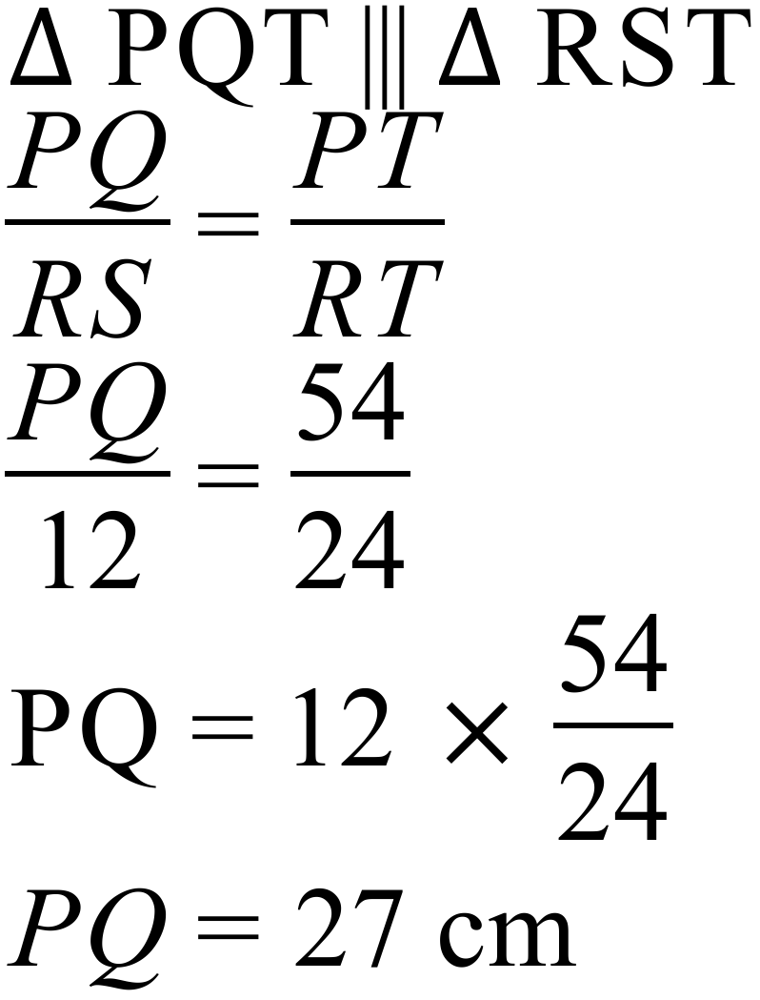 Δ PQT ||| Δ RST
PQ/RS = PT/RT
PQ/12 = 54/24
PQ = 12 × 54/24
PQ = 27 cm